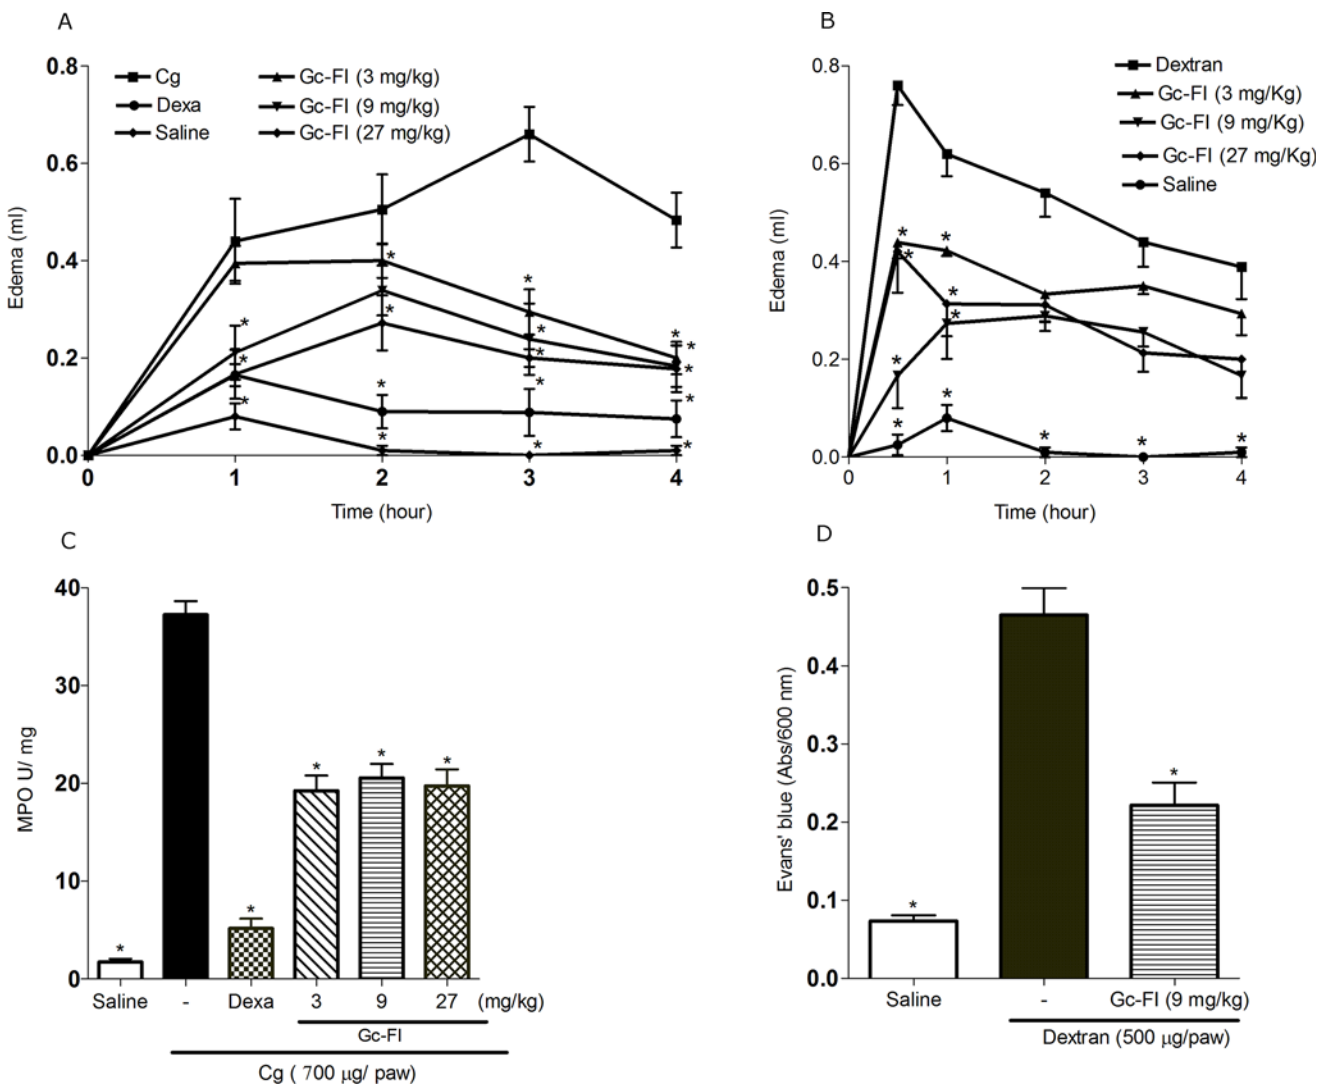 A
Cg
Dexa
Saline
Gc-FI (3 mg/kg)
Gc-FI (9 mg/kg)
Gc-FI (27 mg/kg)
0.8
0.6
0.4
0.2
0.0
Edema (ml)
0 1 2 3 4
Time (hour)
B
Dextran
Gc-FI (3 mg/Kg)
Gc-FI (9 mg/Kg)
Gc-FI (27 mg/Kg)
Saline
0.8
0.6
0.4
0.2
0.0
Edema (ml)
0 1 2 3 4
Time (hour)
C
40
30
20
10
0
MPO U/ mg
Saline - Dexa 3 9 27 (mg/kg)
Gc-FI
Cg ( 700 μg/ paw)
D
0.5
0.4
0.3
0.2
0.1
0.0
Evans' blue (Abs/600 nm)
Saline - Gc-FI (9 mg/kg)
Dextran (500 μg/paw)